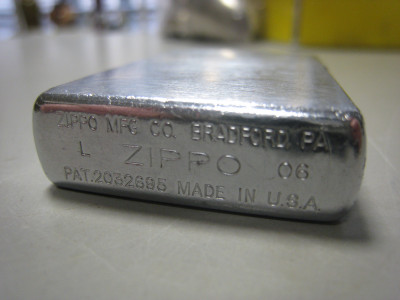 ZIPPO MFG. CO. BRADFORD, PA.
L ZIPPO 06
PAT.2032695 MADE IN U.S.A.